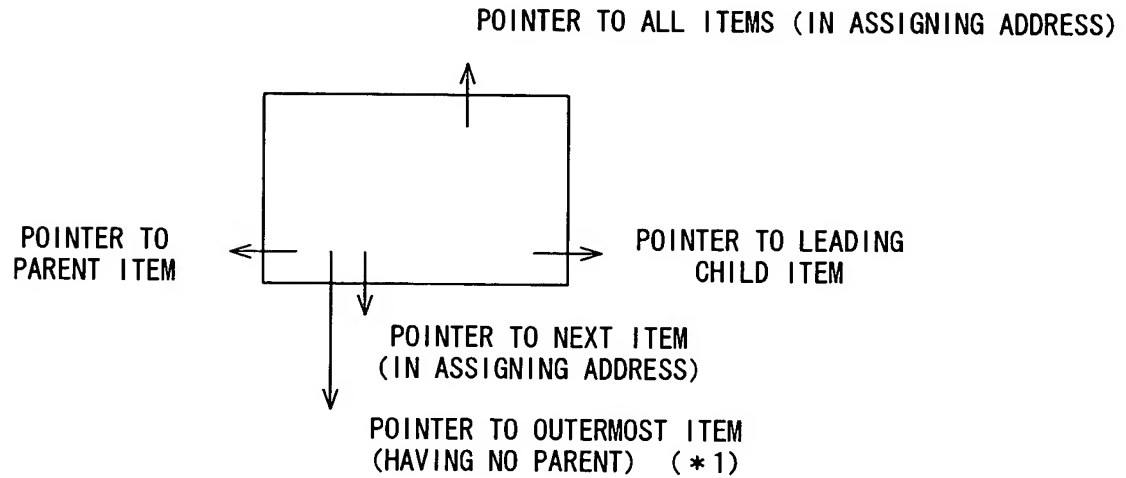 POINTER TO ALL ITEMS (IN ASSIGNING ADDRESS)
POINTER TO
PARENT ITEM
POINTER TO LEADING
CHILD ITEM
POINTER TO NEXT ITEM
(IN ASSIGNING ADDRESS)
POINTER TO OUTERMOST ITEM
(HAVING NO PARENT) (*1)